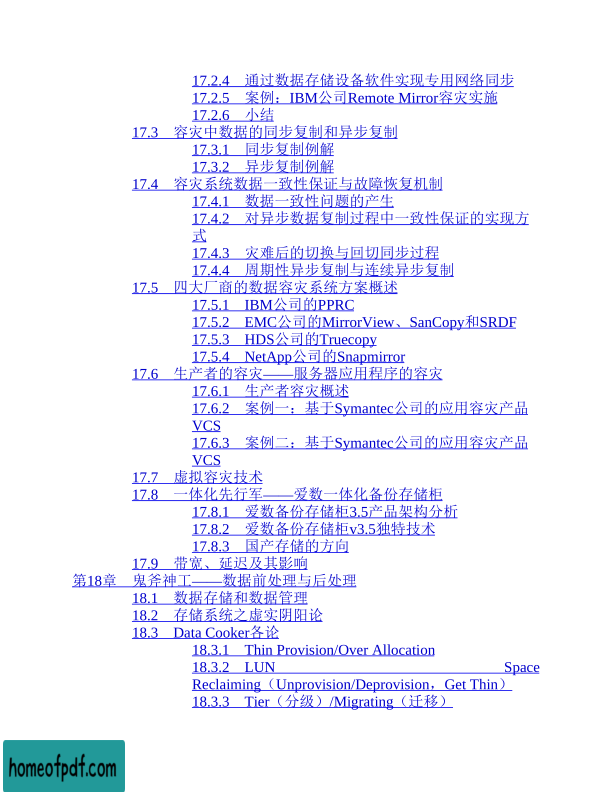 17.2.4 通过数据存储设备软件实现专用网络同步
17.2.5 案例：IBM公司Remote Mirror容灾实施
17.2.6 小结
17.3 容灾中数据的同步复制和异步复制
17.3.1 同步复制例解
17.3.2 异步复制例解
17.4 容灾系统数据一致性保证与故障恢复机制
17.4.1 数据一致性问题的产生
17.4.2 对异步数据复制过程中一致性保证的实现方
式
17.4.3 灾难后的切换与回切同步过程
17.4.4 周期性异步复制与连续异步复制
17.5 四大厂商的数据容灾系统方案概述
17.5.1 IBM公司的PPRC
17.5.2 EMC公司的MirrorView、SanCopy和SRDF
17.5.3 HDS公司的Truecopy
17.5.4 NetApp公司的Snapmirror
17.6 生产者的容灾——服务器应用程序的容灾
17.6.1 生产者容灾概述
17.6.2 案例一：基于Symantec公司的应用容灾产品
VCS
17.6.3 案例二：基于Symantec公司的应用容灾产品
VCS
17.7 虚拟容灾技术
17.8 一体化先行军——爱数一体化备份存储柜
17.8.1 爱数备份存储柜3.5产品架构分析
17.8.2 爱数备份存储柜v3.5独特技术
17.8.3 国产存储的方向
17.9 带宽、延迟及其影响
第18章 鬼斧神工——数据前处理与后处理
18.1 数据存储和数据管理
18.2 存储系统之虚实阴阳论
18.3 Data Cooker各论
18.3.1 Thin Provision/Over Allocation
18.3.2 LUN Space
Reclaiming（Unprovision/Deprovision，Get Thin）
18.3.3 Tier（分级）/Migrating（迁移）
homeofpdf.com